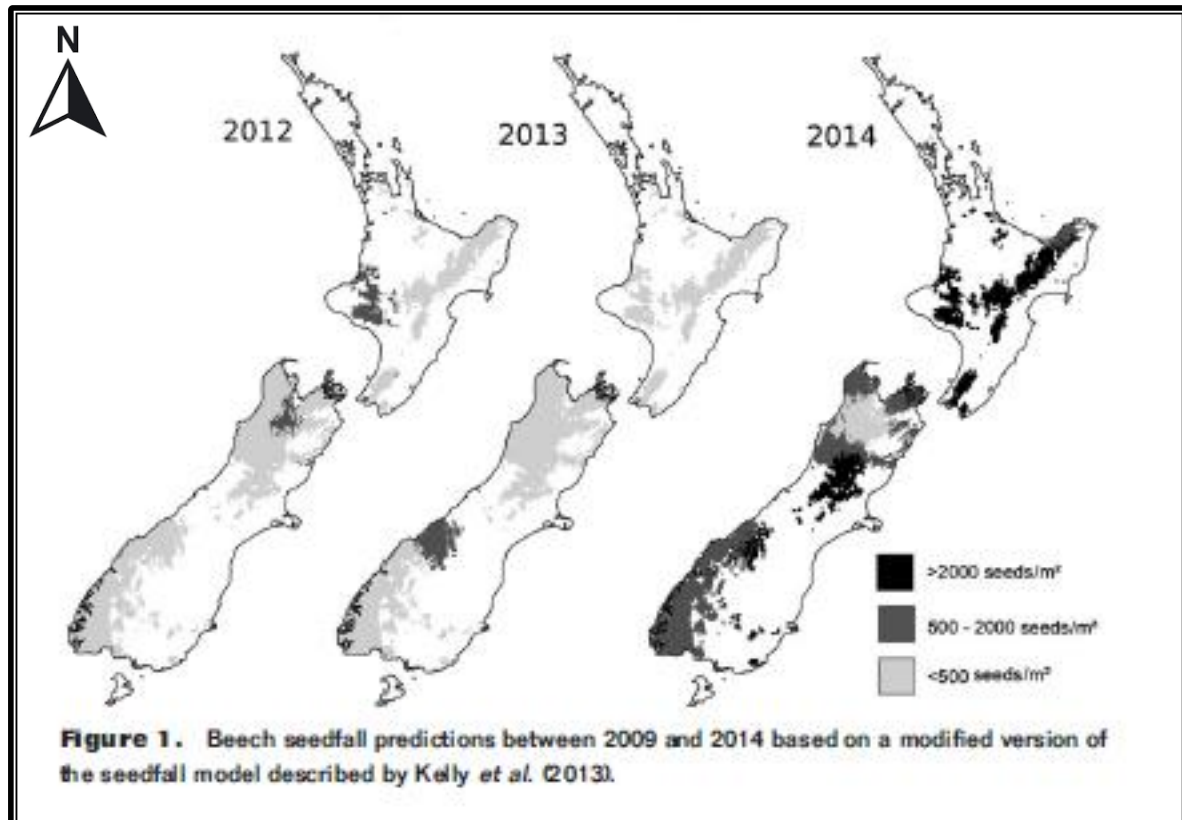 N
2012
2013
2014
>2000 seeds/m²
500 - 2000 seeds/m²
<500 seeds/m²
Figure 1. Beech seedfall predictions between 2009 and 2014 based on a modified version of
the seedfall model described by Kelly et al. (2013).